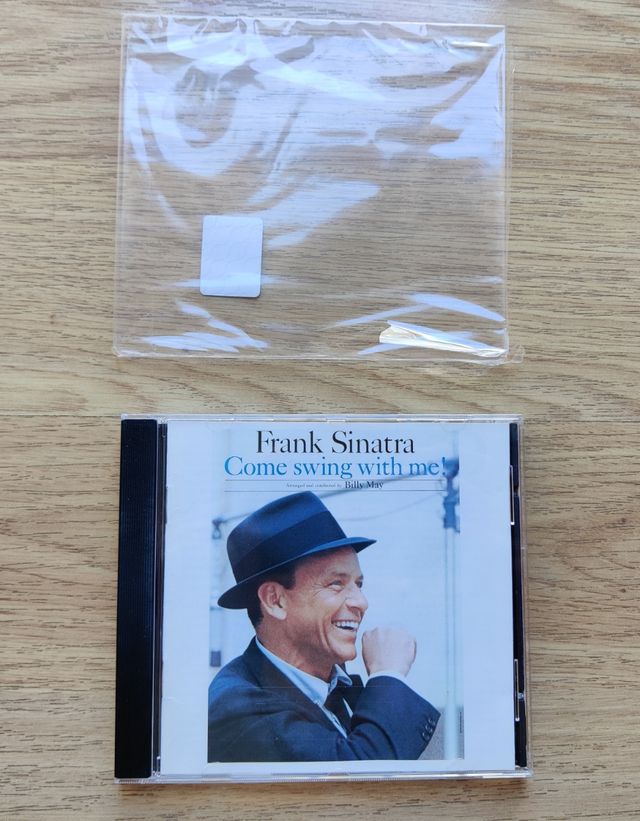 Frank Sinatra
Come swing with me!
Arranged and conducted by Billy May